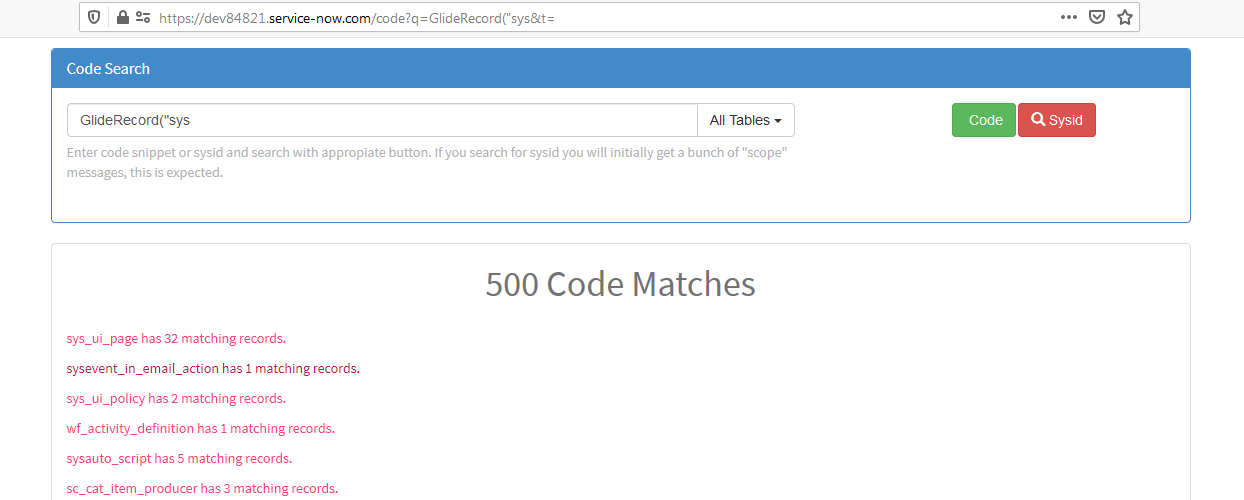 https://dev84821.service-now.com/code?q=GlideRecord("sys&t=
Code Search
GlideRecord("sys All Tables Code Sysid
Enter code snippet or sysid and search with appropiate button. If you search for sysid you will initially get a bunch of "scope"
messages, this is expected.
500 Code Matches
sys_ui_page has 32 matching records.
sysevent_in_email_action has 1 matching records.
sys_ui_policy has 2 matching records.
wf_activity_definition has 1 matching records.
sysauto_script has 5 matching records.
sc_cat_item_producer has 3 matching records.